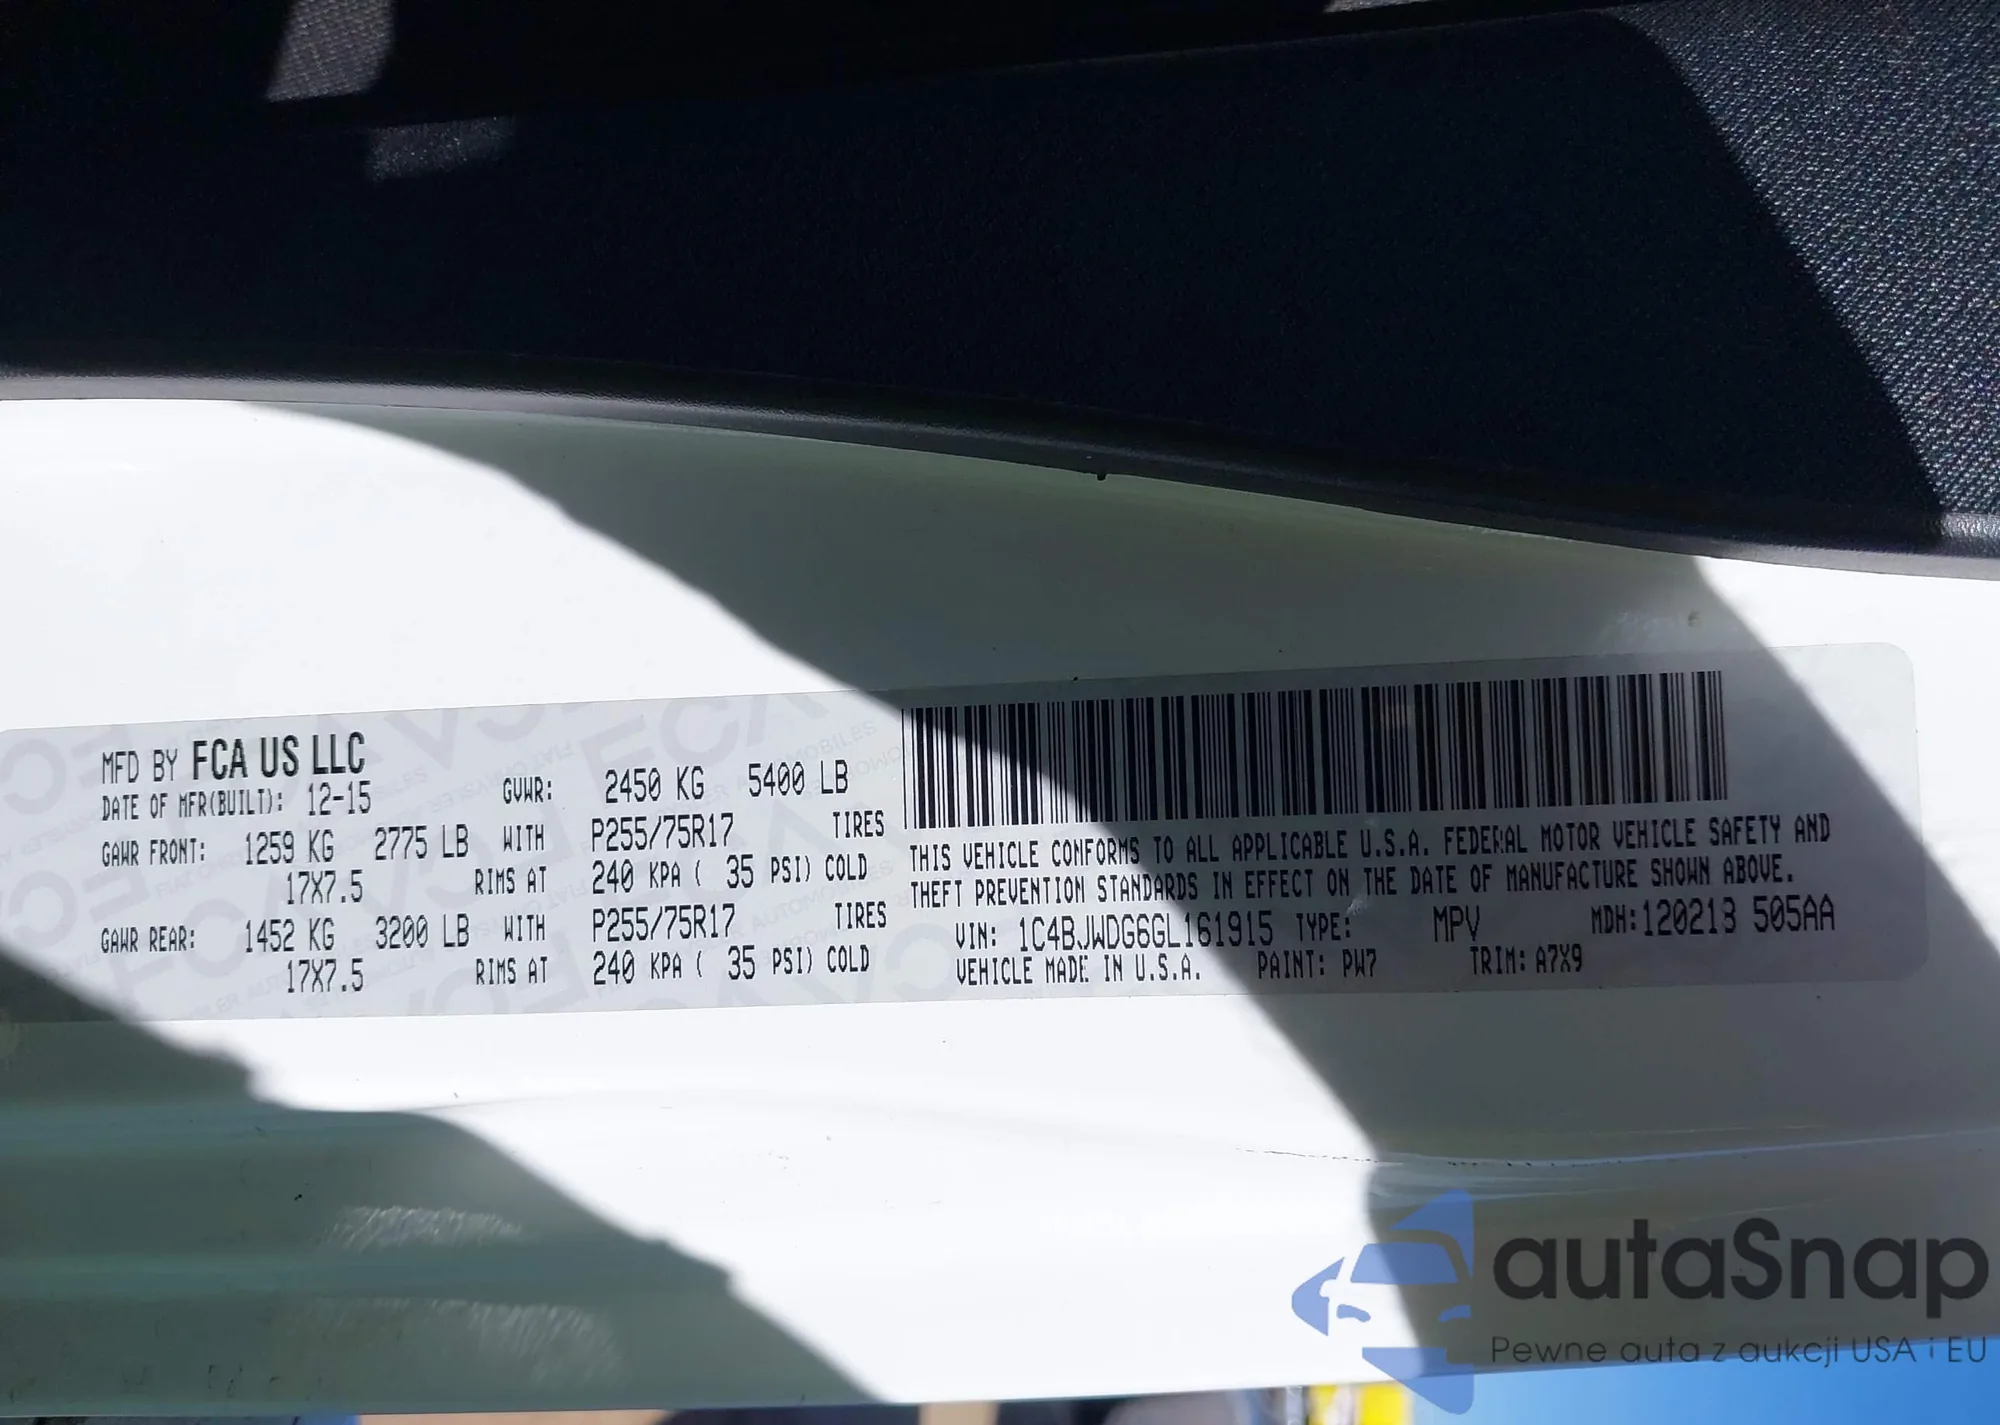 MFD BY FCA US LLC
DATE OF MFR(BUILT): 12-15 GVWR: 2450 KG 5400 LB
GAWR FRONT: 1259 KG 2775 LB WITH P255/75R17 TIRES
17X7.5 RIMS AT 240 KPA ( 35 PSI) COLD
GAWR REAR: 1452 KG 3200 LB WITH P255/75R17 TIRES
17X7.5 RIMS AT 240 KPA ( 35 PSI) COLD
THIS VEHICLE CONFORMS TO ALL APPLICABLE U.S.A. FEDERAL MOTOR VEHICLE SAFETY AND
THEFT PREVENTION STANDARDS IN EFFECT ON THE DATE OF MANUFACTURE SHOWN ABOVE.
VIN: 1C4BJWDG6GL161915 TYPE: MPV MDH:120213 505AA
VEHICLE MADE IN U.S.A. PAINT: PW7 TRIM: A7X9
autaSnap
Pewne auta z aukcji USA i EU